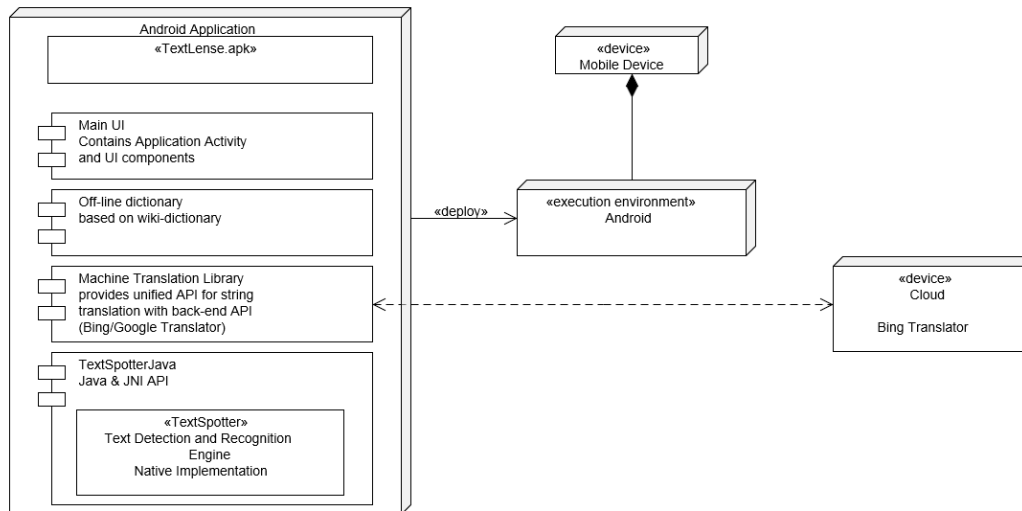 Android Application
«TextLense.apk»
Main UI
Contains Application Activity
and UI components
Off-line dictionary
based on wiki-dictionary
Machine Translation Library
provides unified API for string
translation with back-end API
(Bing/Google Translator)
TextSpotterJava
Java & JNI API
«TextSpotter»
Text Detection and Recognition
Engine
Native Implementation
«deploy»
«device»
Mobile Device
«execution environment»
Android
«device»
Cloud
Bing Translator